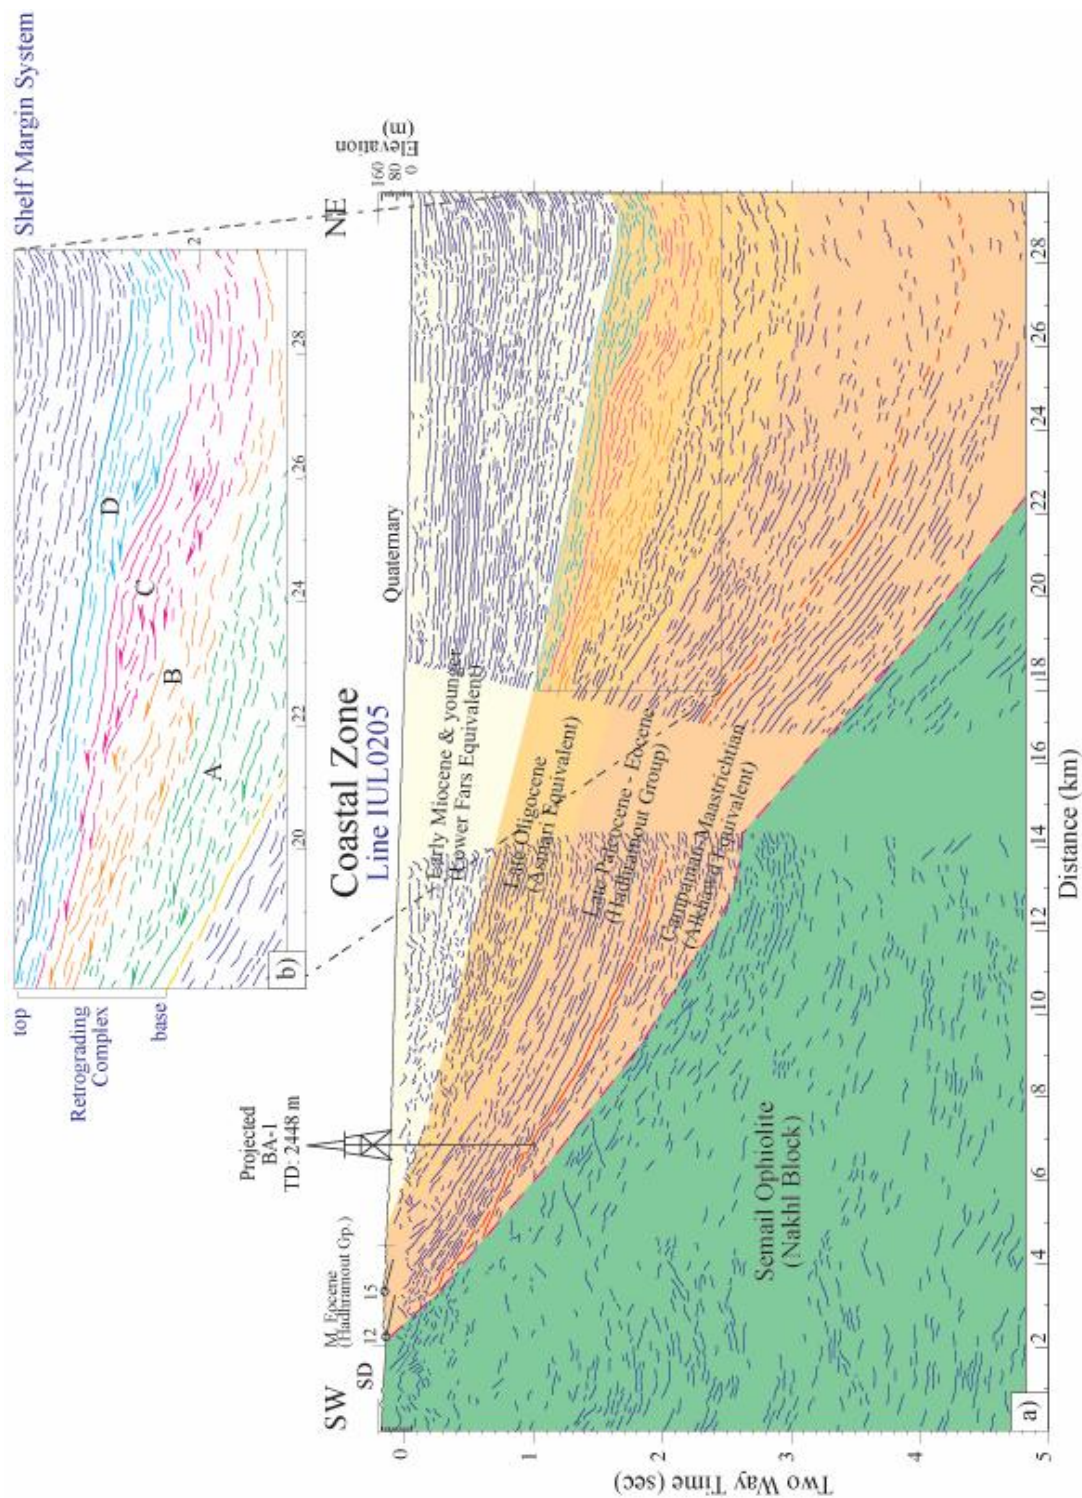 Shelf Margin System
top
Retrograding
Complex
base
A
B
C
D
2
20
22
24
26
28
b)
Coastal Zone
Line IUL0205
SW
NE
SD
M. Eocene
(Hadhramout Gp.)
12
15
Projected
BA-1
TD: 2448 m
Quaternary
Elevation
(m)
160
80
0
Early Miocene & younger
(Lower Fars Equivalent)
Late Oligocene
(Asmari Equivalent)
Late Paleocene - Eocene
(Hadhramout Group)
Campanian-Maastrichtian
(Alkhawd Equivalent)
Semail Ophiolite
(Nakhl Block)
Two Way Time (sec)
0
1
2
3
4
5
a)
2
4
6
8
10
12
14
16
18
20
22
24
26
28
Distance (km)